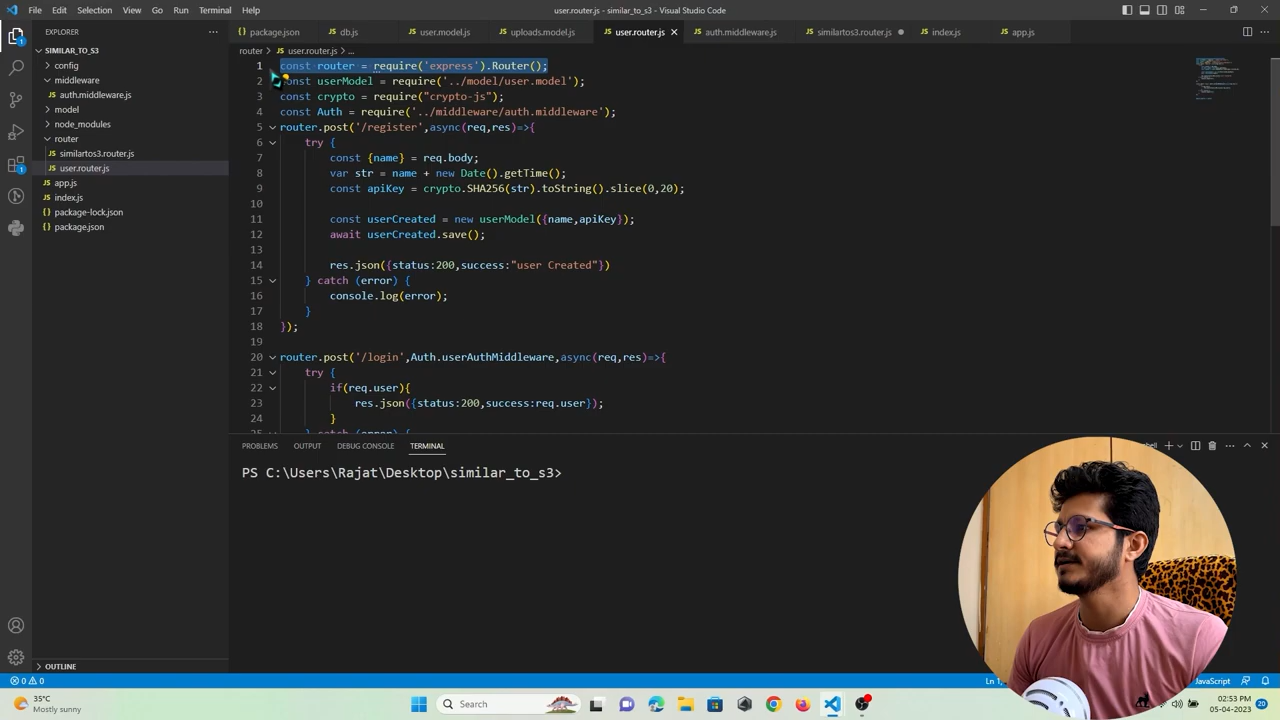 File Edit Selection View Go Run Terminal Help
user.router.js - similar_to_s3 - Visual Studio Code
EXPLORER
package.json db.js user.model.js uploads.model.js user.router.js auth.middleware.js similartos3.router.js index.js app.js
SIMILAR_TO_S3
config
middleware
auth.middleware.js
model
node_modules
router
similartos3.router.js
user.router.js
app.js
index.js
package-lock.json
package.json
OUTLINE
router > user.router.js > ...
1 const router = require('express').Router();
2 const userModel = require('../model/user.model');
3 const crypto = require("crypto-js");
4 const Auth = require('../middleware/auth.middleware');
5 router.post('/register',async(req,res)=>{
6 try {
7 const {name} = req.body;
8 var str = name + new Date().getTime();
9 const apiKey = crypto.SHA256(str).toString().slice(0,20);
10
11 const userCreated = new userModel({name,apiKey});
12 await userCreated.save();
13
14 res.json({status:200,success:"user Created"})
15 } catch (error) {
16 console.log(error);
17 }
18 });
19
20 router.post('/login',Auth.userAuthMiddleware,async(req,res)=>{
21 try {
22 if(req.user){
23 res.json({status:200,success:req.user});
24 }
25 } catch (error) {
PROBLEMS OUTPUT DEBUG CONSOLE TERMINAL
PS C:\Users\Rajat\Desktop\similar_to_s3>
0 0 Ln 1, JavaScript
35°C
Mostly sunny
Search
02:53 PM
05-04-2023
20